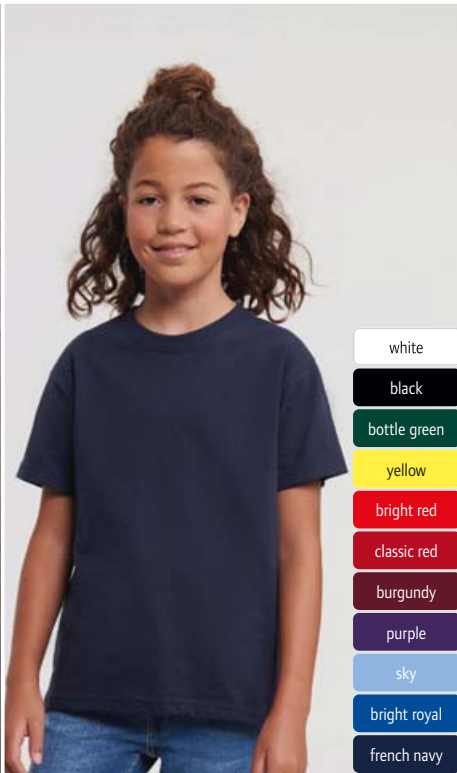 white
black
bottle green
yellow
bright red
classic red
burgundy
purple
sky
bright royal
french navy